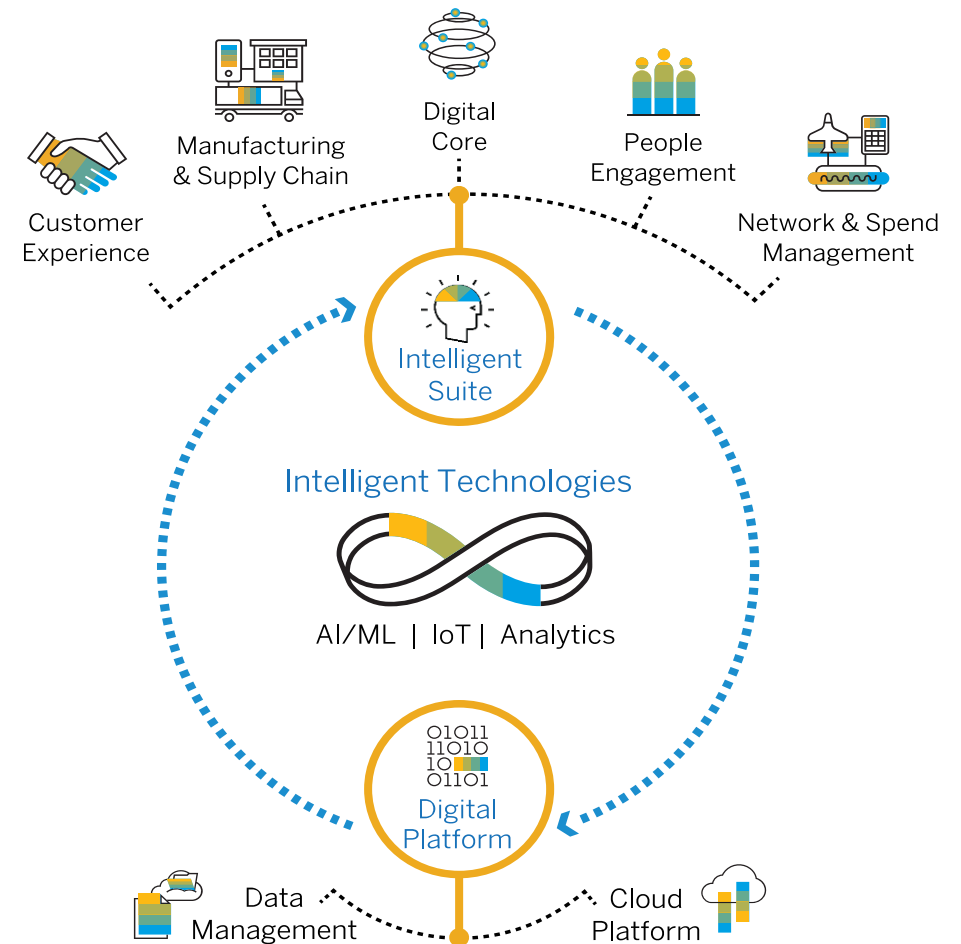 Digital
Core
Manufacturing
& Supply Chain
People
Engagement
Customer
Experience
Network & Spend
Management
Intelligent
Suite
Intelligent Technologies
AI/ML | IoT | Analytics
01011
11010
10
01101
Digital
Platform
Data
Management
Cloud
Platform